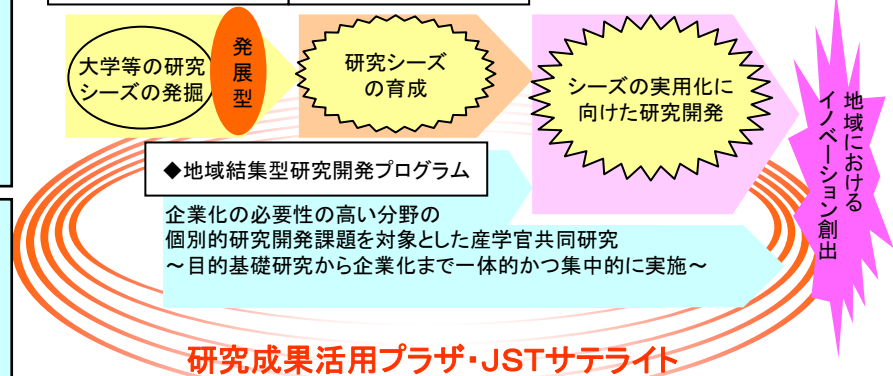 大学等の研究
シーズの発掘
発展型
研究シーズ
の育成
シーズの実用化に
向けた研究開発
地域における
イノベーション創出
◆地域結集型研究開発プログラム
企業化の必要性の高い分野の
個別的研究開発課題を対象とした産学官共同研究
～目的基礎研究から企業化まで一体的かつ集中的に実施～
研究成果活用プラザ・JSTサテライト